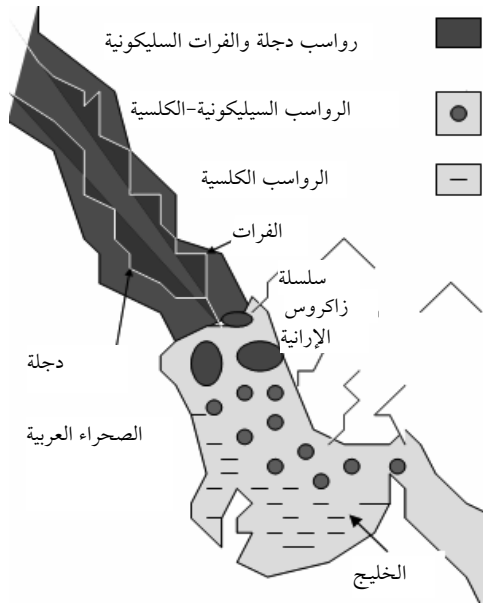 رواسب دجلة والفرات السليكونية
الرواسب السيليكونية-الكلسية
الرواسب الكلسية
الفرات
سلسلة
زاكروس
الإرانية
دجلة
الصحراء العربية
الخليج